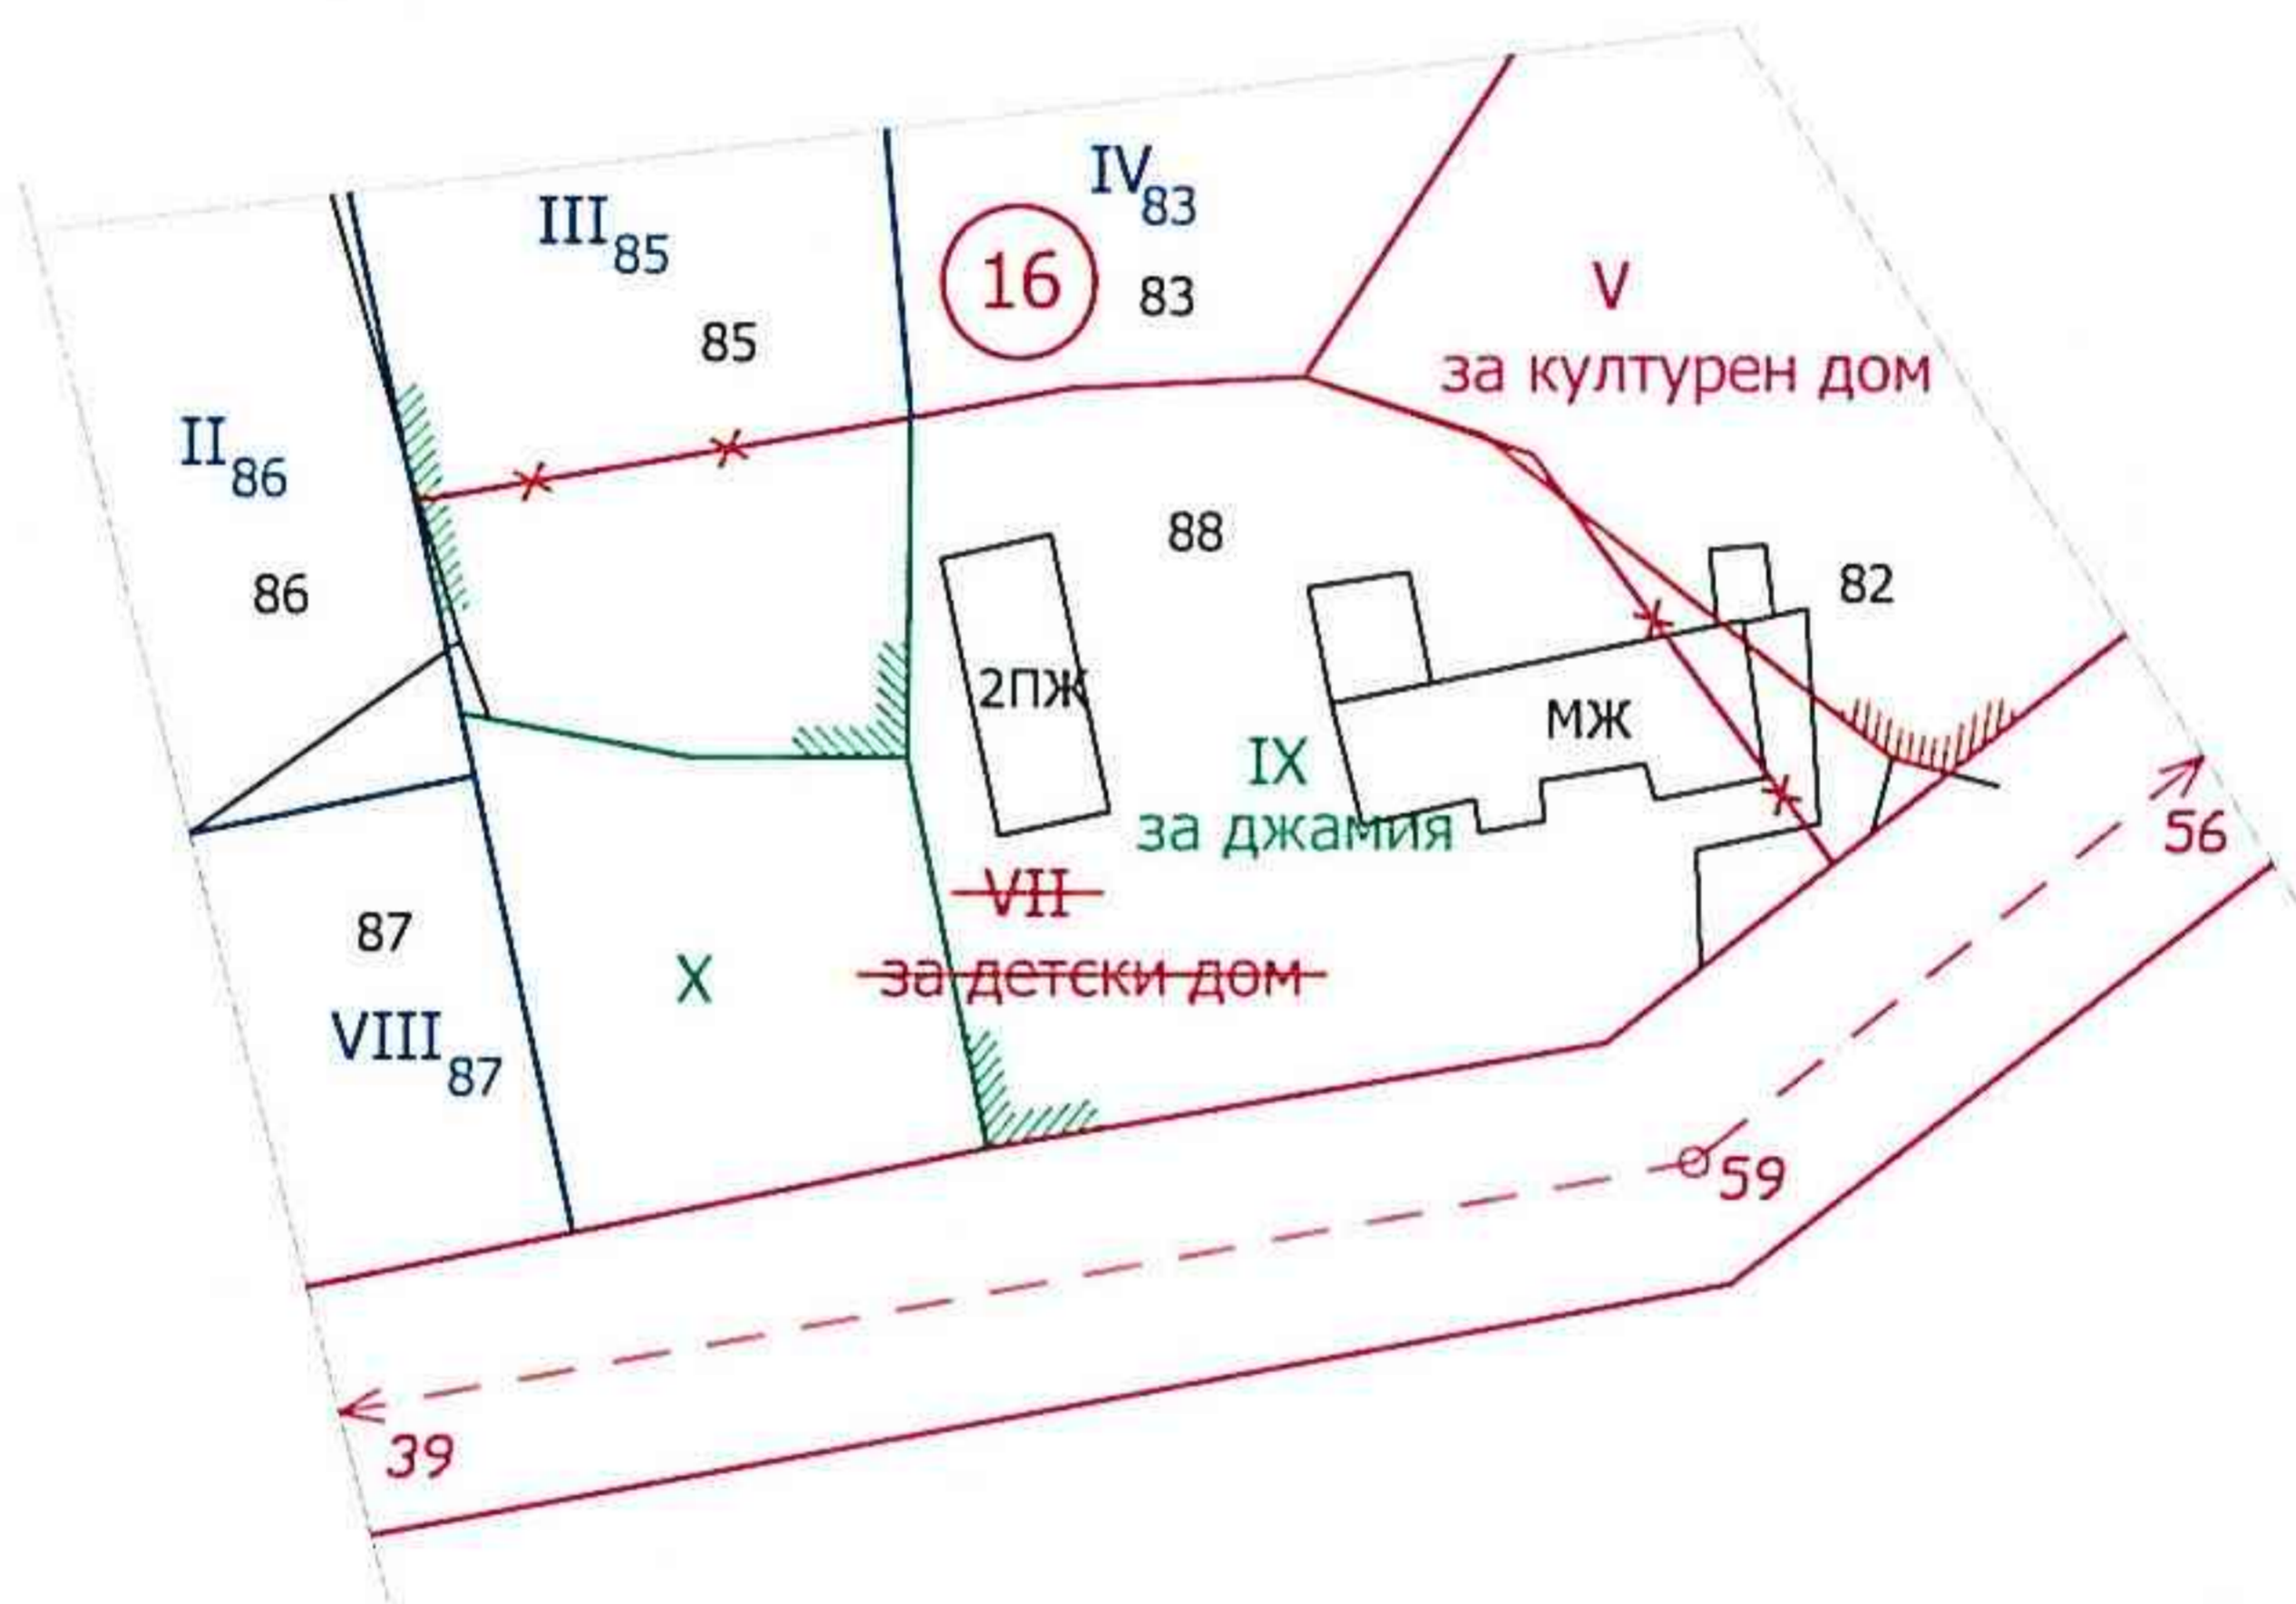 IV83
III85
16
83
V
85
за културен дом
II86
88
86
82
2ПЖ
МЖ
IX
за джамия
56
VII
87
за детски дом
X
VIII87
59
39